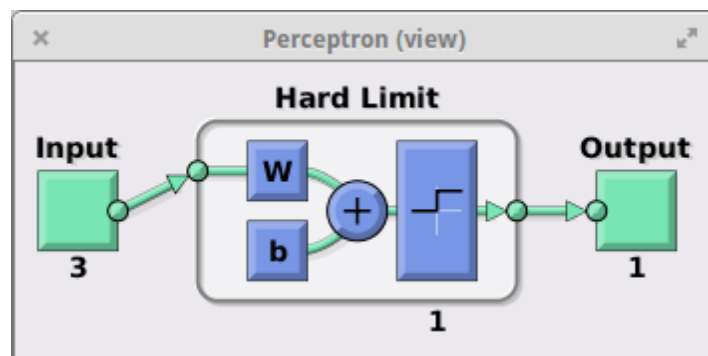 Perceptron (view)
Hard Limit
Input
Output
W
+
b
3
1
1